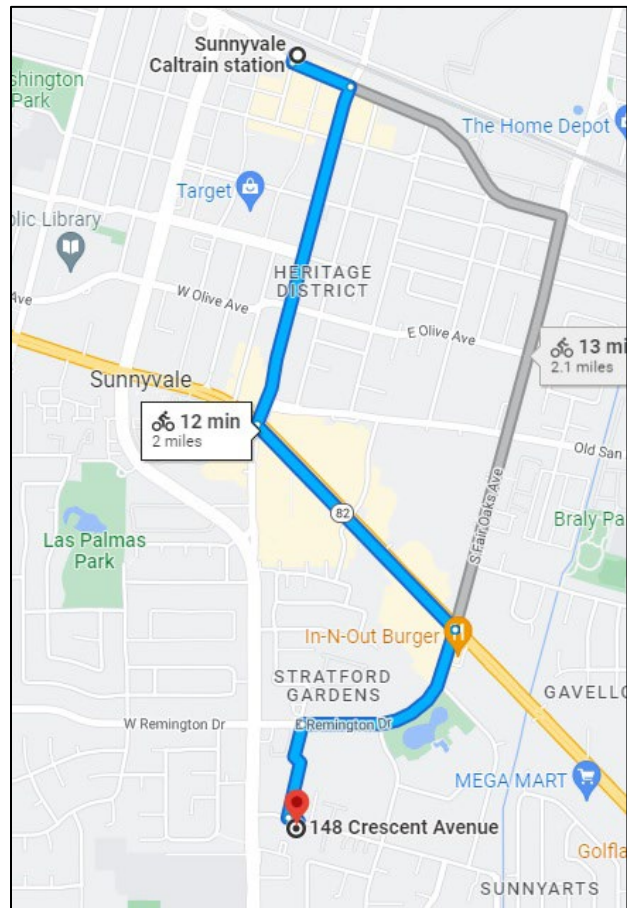 Sunnyvale
Caltrain station
shington
Park
The Home Depot
Target
olic Library
HERITAGE
DISTRICT
W Olive Ave
Ave
E Olive Ave
13 mi
2.1 miles
Sunnyvale
12 min
2 miles
Old San
82
S Fair Oaks Ave
Braly Pa
Las Palmas
Park
In-N-Out Burger
STRATFORD
GARDENS
GAVELLO
W Remington Dr
E Remington Dr
MEGA MART
148 Crescent Avenue
Golfla
SUNNYARTS